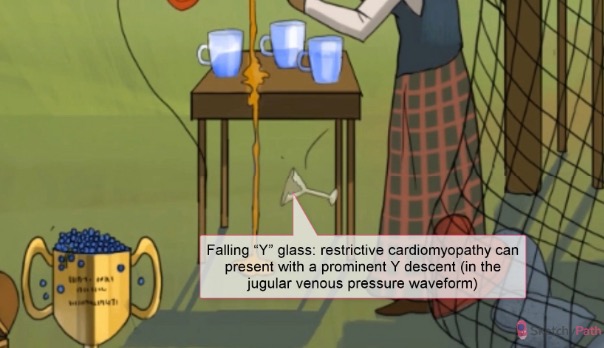 Falling “Y” glass: restrictive cardiomyopathy can
present with a prominent Y descent (in the
jugular venous pressure waveform)
SketchyPath